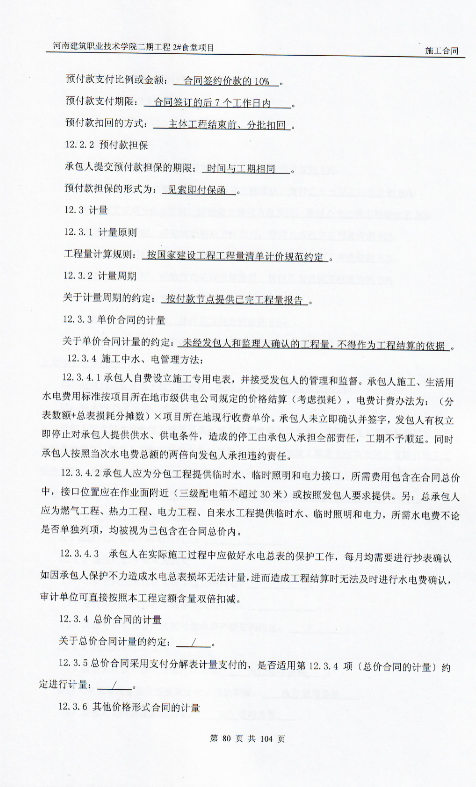 河南建筑职业技术学院二期工程 2#食堂项目 施工合同
预付款支付比例或金额： 合同签约价款的 10% 。
预付款支付期限： 合同签订的后 7 个工作日内 。
预付款扣回的方式： 主体工程结束前、分批扣回 。
12.2.2 预付款担保
承包人提交预付款担保的期限：时间与工期相同 。
预付款担保的形式为： 见索即付保函 。
12.3 计量
12.3.1 计量原则
工程量计算规则：按国家建设工程工程量清单计价规范约定 。
12.3.2 计量周期
关于计量周期的约定：按付款节点提供已完工程量报告 。
12.3.3 单价合同的计量
关于单价合同计量的约定：未经发包人和监理人确认的工程量，不得作为工程结算的依据 。
12.3.4 施工中水、电管理方法：
12.3.4.1 承包人自费设立施工专用电表，并接受发包人的管理和监督。承包人施工、生活用
水电费用标准按项目所在地市级供电公司规定的价格结算（考虑损耗），电费计费办法为：（分
表数额+总表损耗分摊数）×项目所在地现行收费单价。承包人未立即确认并签字，发包人有权立
即停止对承包人提供供水、供电条件，造成的停工由承包人承担全部责任，工期不予顺延。同时
承包人按照当次水电费总额的两倍向发包人承担违约责任。
12.3.4.2 承包人应为分包工程提供临时水、临时照明和电力接口，所需费用包含在合同总价
中，接口位置应在作业面附近（三级配电箱不超过 30 米）或按照发包人要求提供。另：总承包人
应为燃气工程、热力工程、电力工程、自来水工程提供临时水、临时照明和电力，所需水电费不论
是否单独列项，均被视为已包含在合同总价内。
12.3.4.3 承包人在实际施工过程中应做好水电总表的保护工作，每月均需要进行抄表确认
如因承包人保护不力造成水电总表损坏无法计量，进而造成工程结算时无法及时进行水电费确认，
审计单位可直接按照本工程定额含量双倍扣减。
12.3.4 总价合同的计量
关于总价合同计量的约定： / 。
12.3.5 总价合同采用支付分解表计量支付的，是否适用第 12.3.4 项〔总价合同的计量〕约
定进行计量： / 。
12.3.6 其他价格形式合同的计量
第 80 页 共 104 页